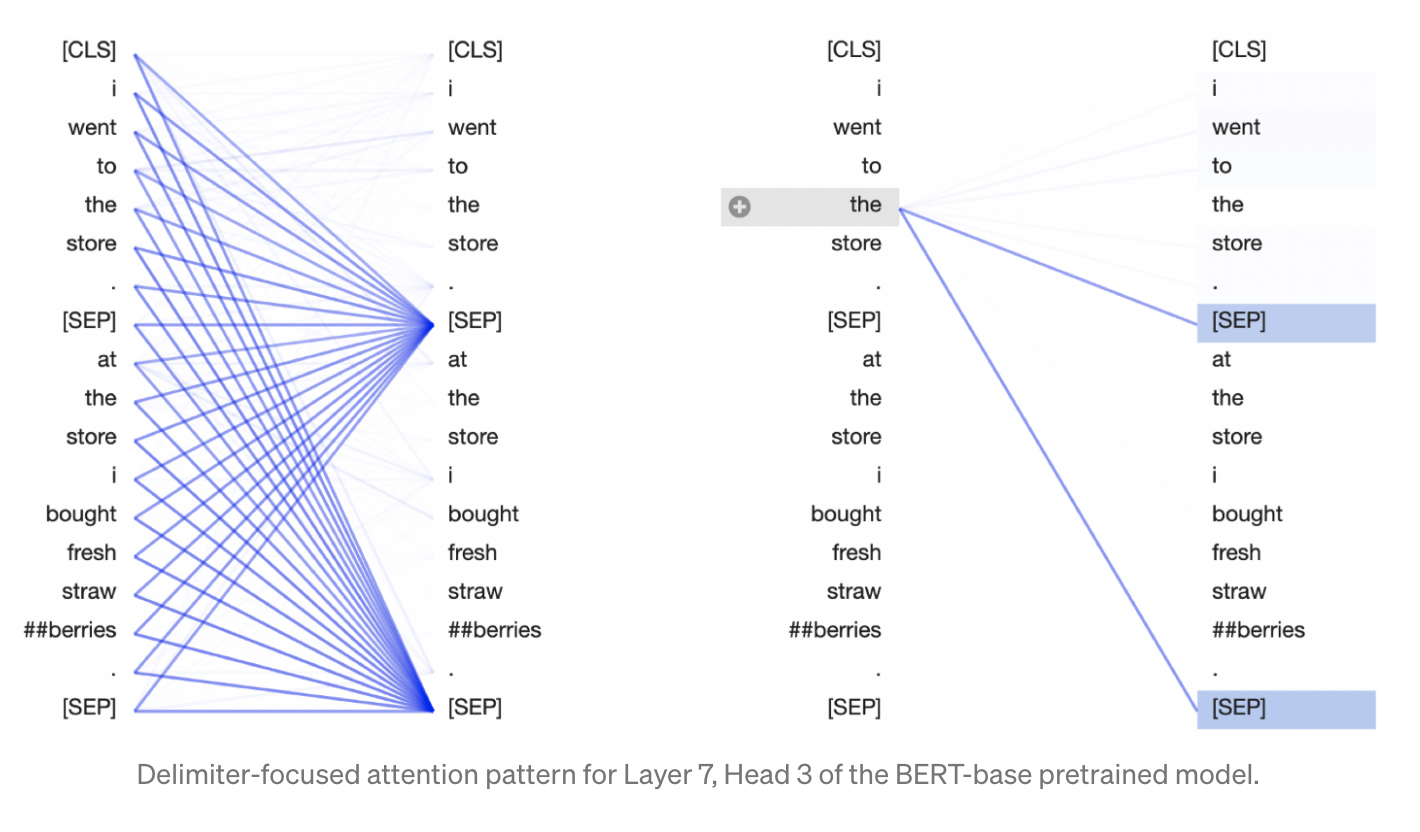 [CLS] [CLS] [CLS] [CLS]
i i i i
went went went went
to to to to
the the the the
store store store store
. . . .
[SEP] [SEP] [SEP] [SEP]
at at at at
the the the the
store store store store
i i i i
bought bought bought bought
fresh fresh fresh fresh
straw straw straw straw
##berries ##berries ##berries ##berries
. . . .
[SEP] [SEP] [SEP] [SEP]
Delimiter-focused attention pattern for Layer 7, Head 3 of the BERT-base pretrained model.